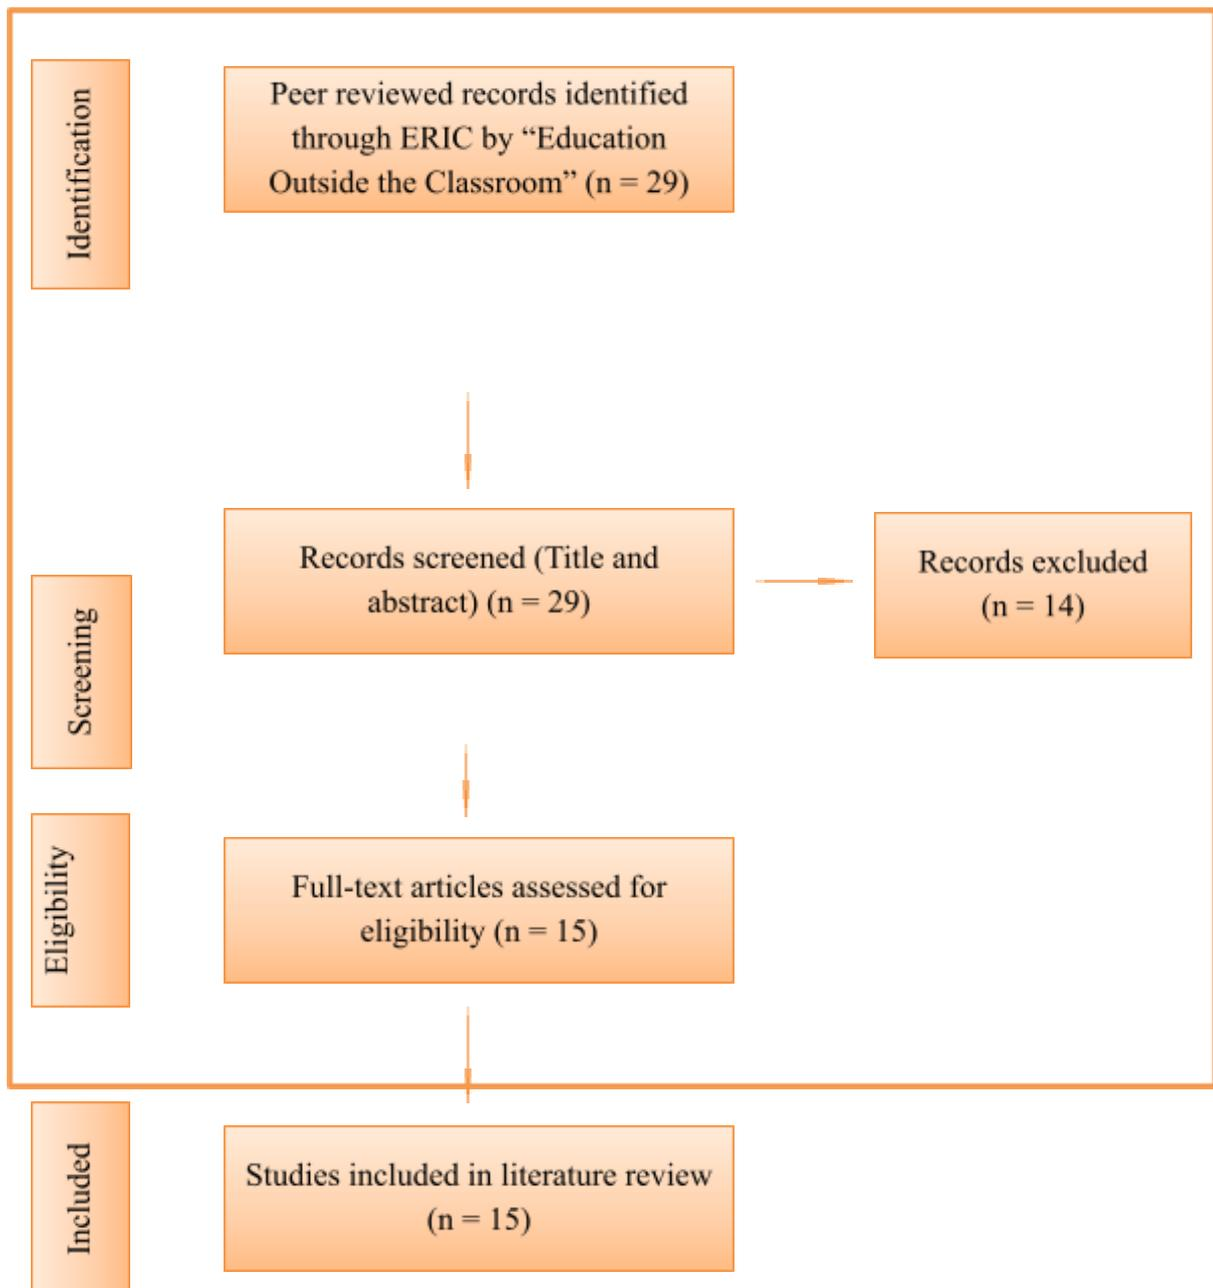 Identification
Peer reviewed records identified
through ERIC by “Education
Outside the Classroom” (n = 29)
Screening
Records screened (Title and
abstract) (n = 29)
Records excluded
(n = 14)
Eligibility
Full-text articles assessed for
eligibility (n = 15)
Included
Studies included in literature review
(n = 15)